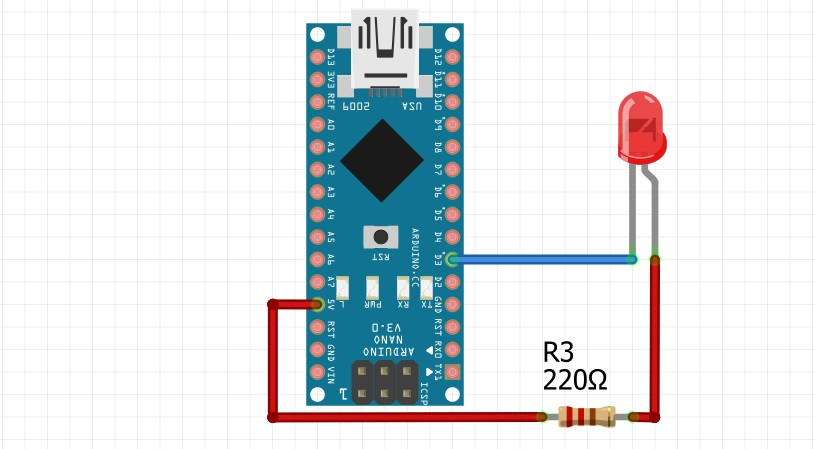 D13
3V3
REF
A0
A1
A2
A3
A4
A5
A6
A7
5V
RST
GND
VIN
D12
D11
D10
D9
D8
D7
D6
D5
D4
D3
D2
GND
RST
RX0
TX1
2009
USA
RST
ARDUINO.CC
L
PWR
RX
TX
V3.0
NANO
ARDUINO
1
ICSP
R3
220Ω